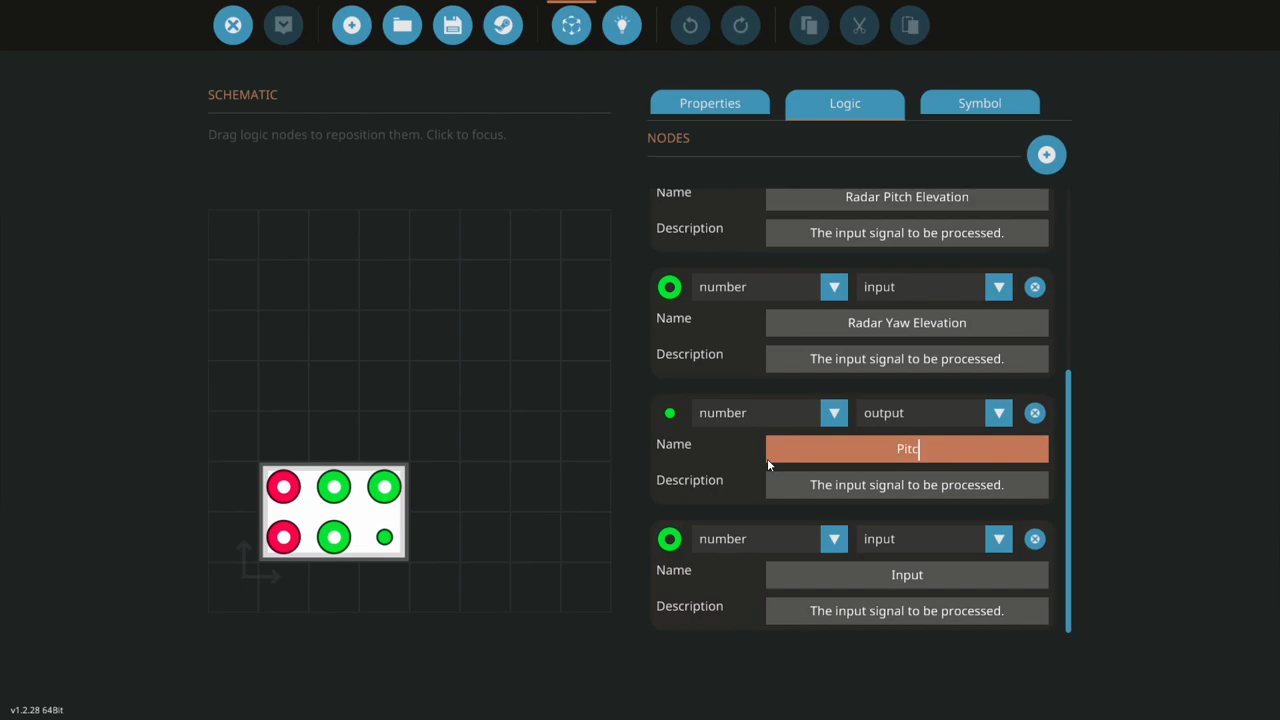 SCHEMATIC
Drag logic nodes to reposition them. Click to focus.
Properties
Logic
Symbol
NODES
Name
Radar Pitch Elevation
Description
The input signal to be processed.
number
input
Name
Radar Yaw Elevation
Description
The input signal to be processed.
number
output
Name
Pitc
Description
The input signal to be processed.
number
input
Name
Input
Description
The input signal to be processed.
v1.2.28 64Bit